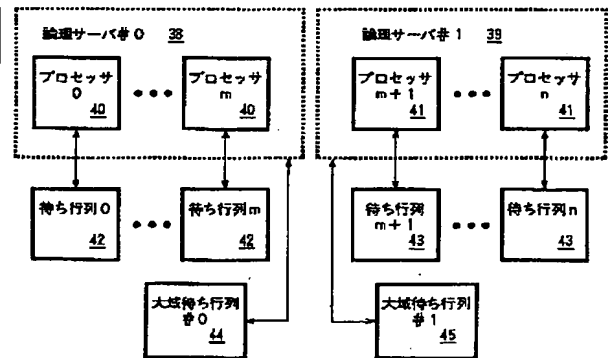 論理サーバ#0 38
プロセッサ
0
40
プロセッサ
m
40
論理サーバ#1 39
プロセッサ
m+1
41
プロセッサ
n
41
待ち行列0
42
待ち行列m
42
待ち行列
m+1
43
待ち行列n
43
大域待ち行列
#0
44
大域待ち行列
#1
45